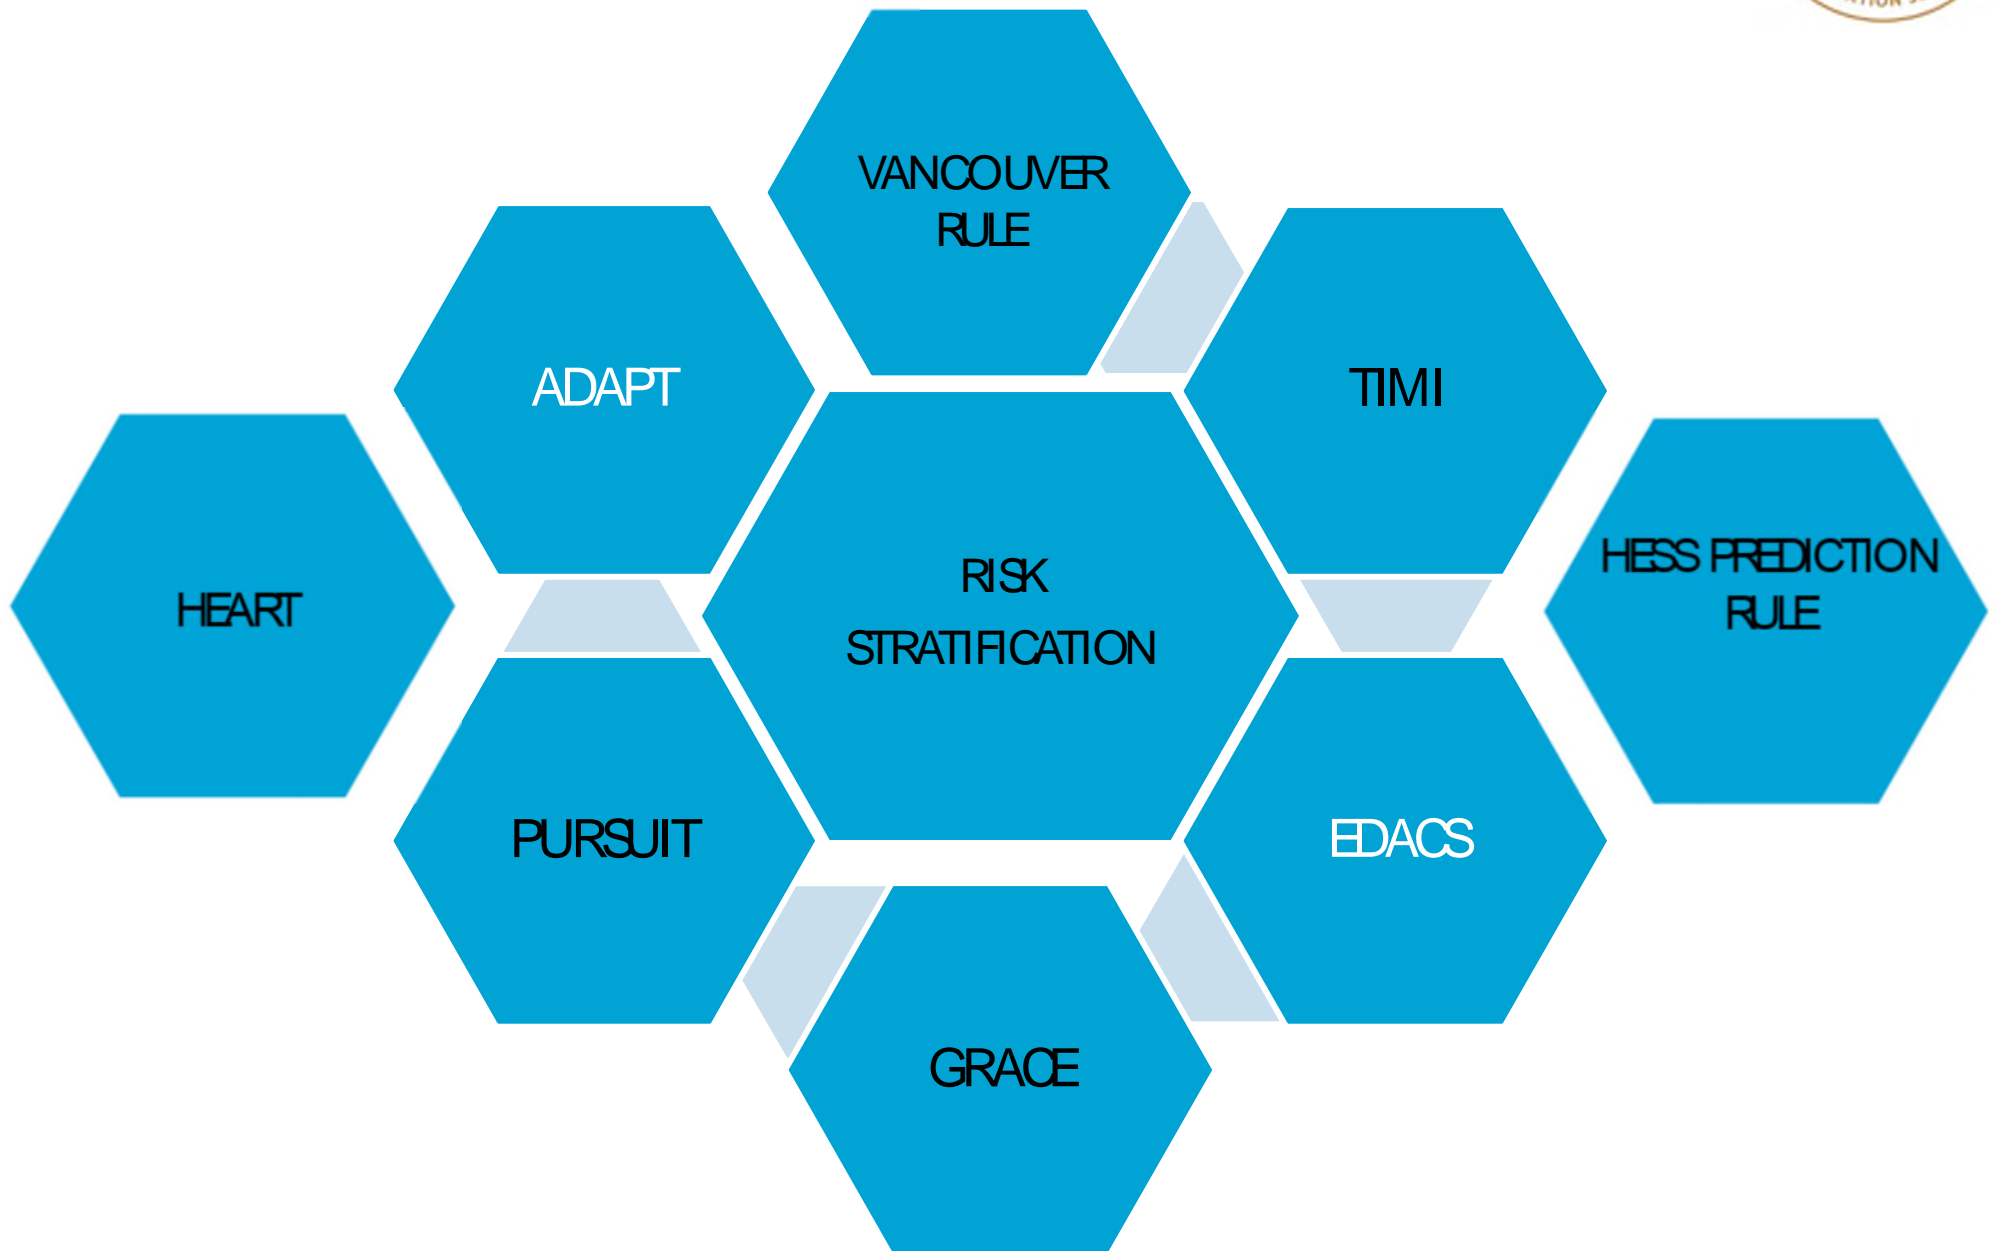 VANCOUVER
RULE
ADAPT
TIMI
HEART
RISK
STRATIFICATION
HESS PREDICTION
RULE
PURSUIT
EDACS
GRACE